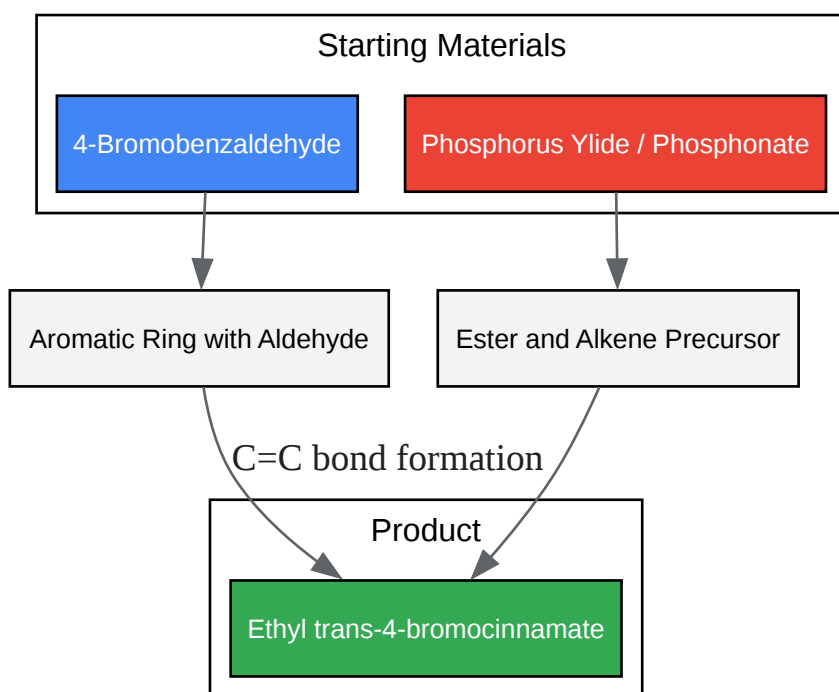 Starting Materials
4-Bromobenzaldehyde
Phosphorus Ylide / Phosphonate
Aromatic Ring with Aldehyde
Ester and Alkene Precursor
C=C bond formation
Product
Ethyl trans-4-bromocinnamate